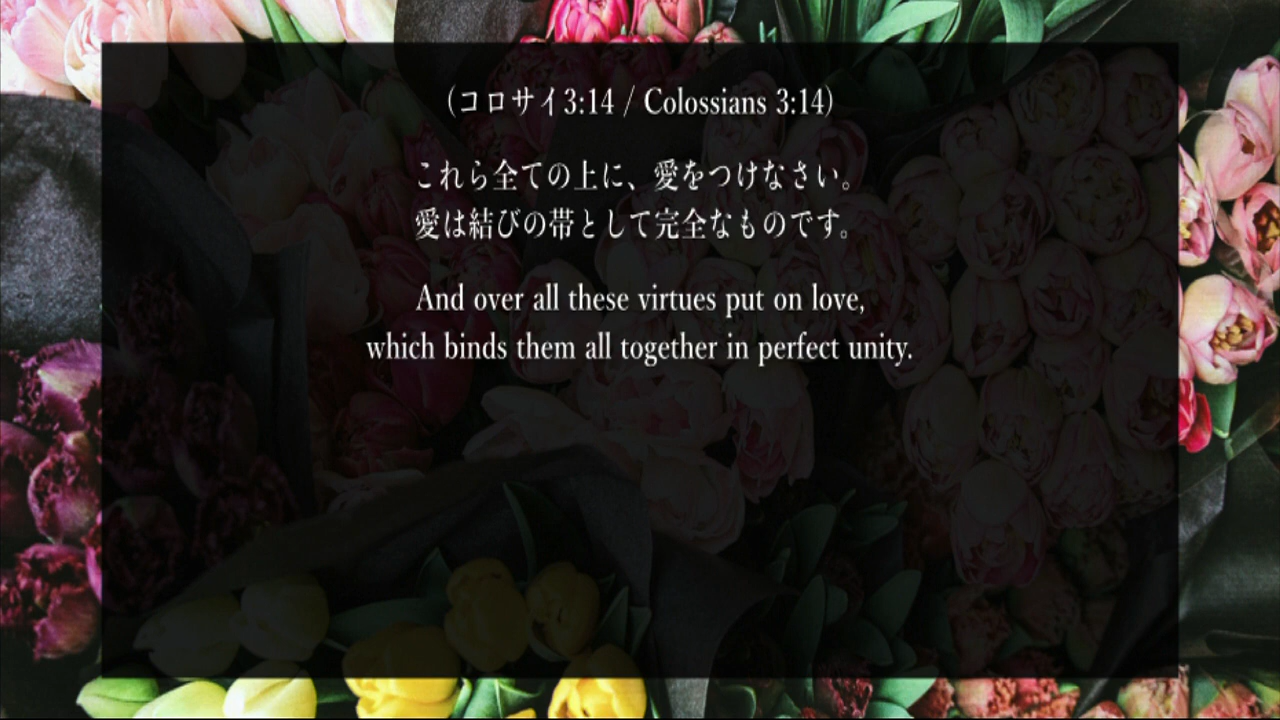 (コロサイ3:14 / Colossians 3:14)
これら全ての上に、愛をつけなさい。
愛は結びの帯として完全なものです。
And over all these virtues put on love,
which binds them all together in perfect unity.